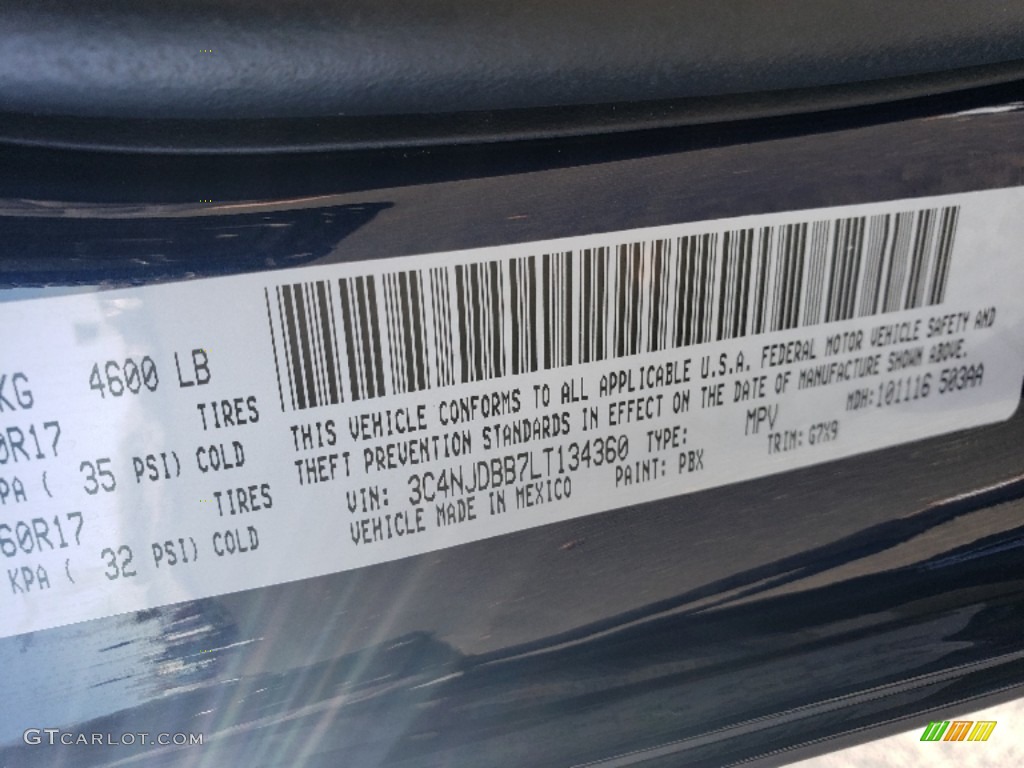 KG 4600 LB
0R17 TIRES
PA ( 35 PSI) COLD
60R17 TIRES
KPA ( 32 PSI) COLD
THIS VEHICLE CONFORMS TO ALL APPLICABLE U.S.A. FEDERAL MOTOR VEHICLE SAFETY AND
THEFT PREVENTION STANDARDS IN EFFECT ON THE DATE OF MANUFACTURE SHOWN ABOVE.
VIN: 3C4NJDBB7LT134360 TYPE: MPV MDH:101116 503AA
VEHICLE MADE IN MEXICO PAINT: PBX TRIM: G7X9
GTCARLOT.COM